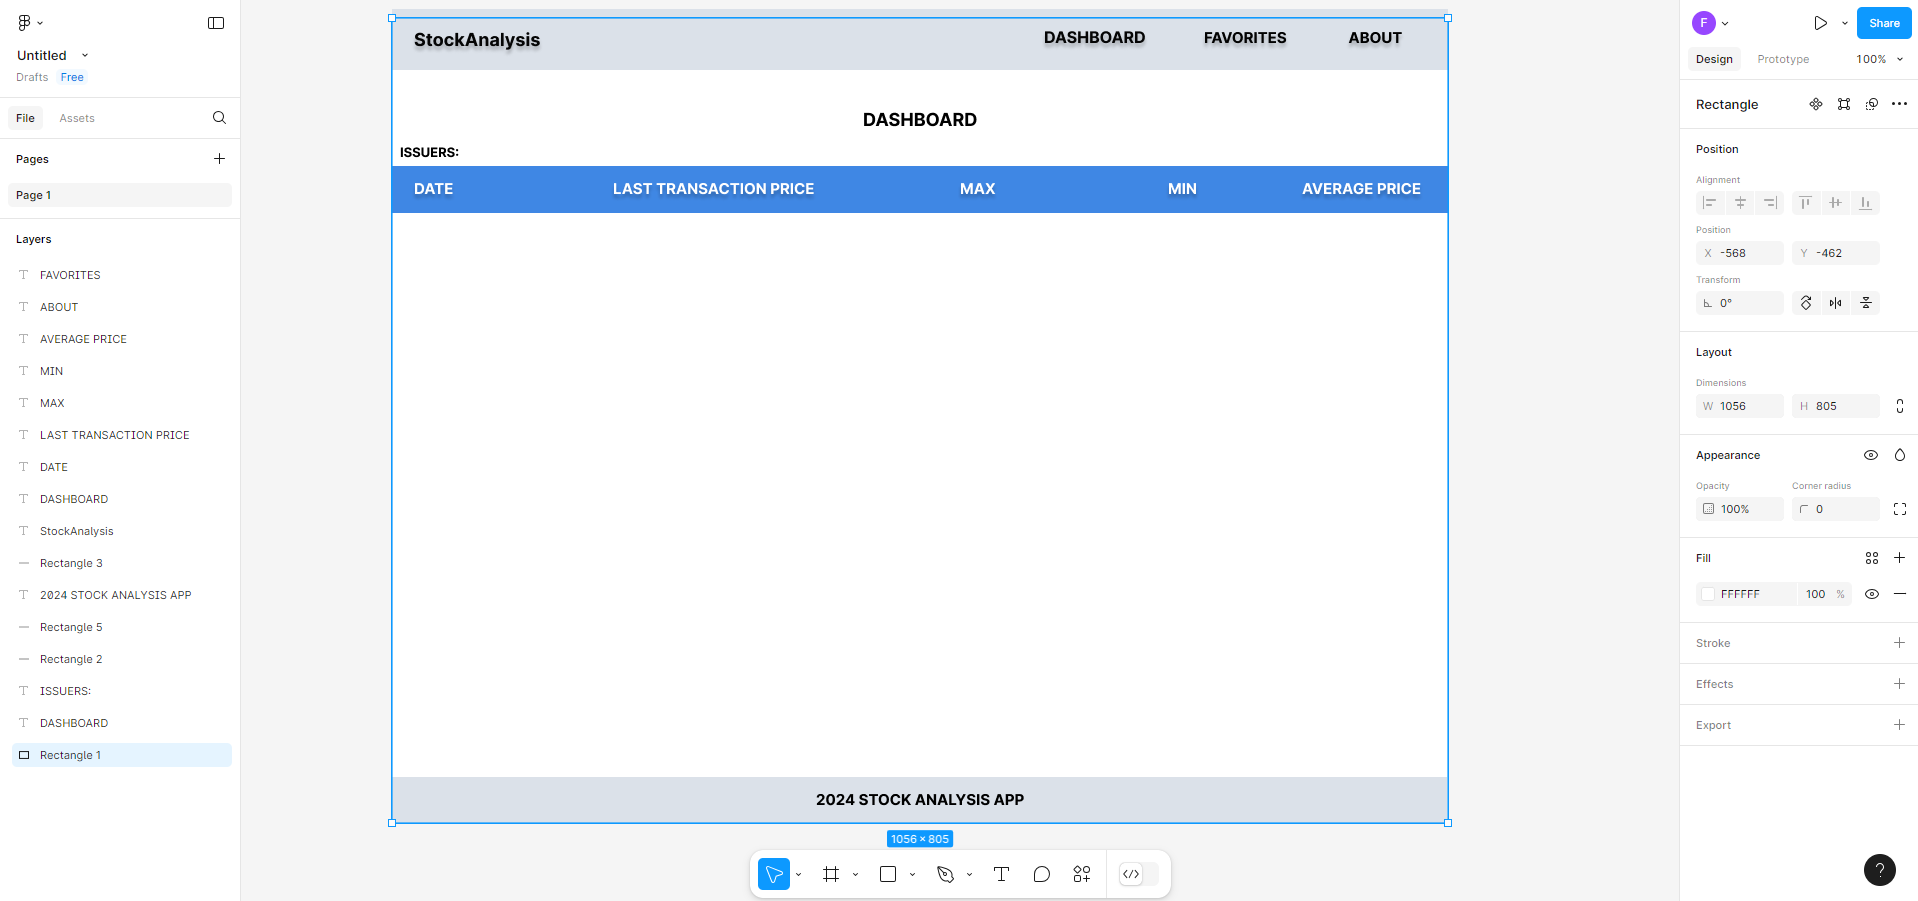 Untitled
Drafts Free
File Assets
Pages
Page 1
Layers
FAVORITES
ABOUT
AVERAGE PRICE
MIN
MAX
LAST TRANSACTION PRICE
DATE
DASHBOARD
StockAnalysis
Rectangle 3
2024 STOCK ANALYSIS APP
Rectangle 5
Rectangle 2
ISSUERS:
DASHBOARD
Rectangle 1
StockAnalysis DASHBOARD FAVORITES ABOUT
DASHBOARD
ISSUERS:
DATE LAST TRANSACTION PRICE MAX MIN AVERAGE PRICE
2024 STOCK ANALYSIS APP
1056 × 805
F Share
Design Prototype 100%
Rectangle
Position
Alignment
Position
X -568 Y -462
Transform
0°
Layout
Dimensions
W 1056 H 805
Appearance
Opacity Corner radius
100% 0
Fill
FFFFFF 100 %
Stroke
Effects
Export
?